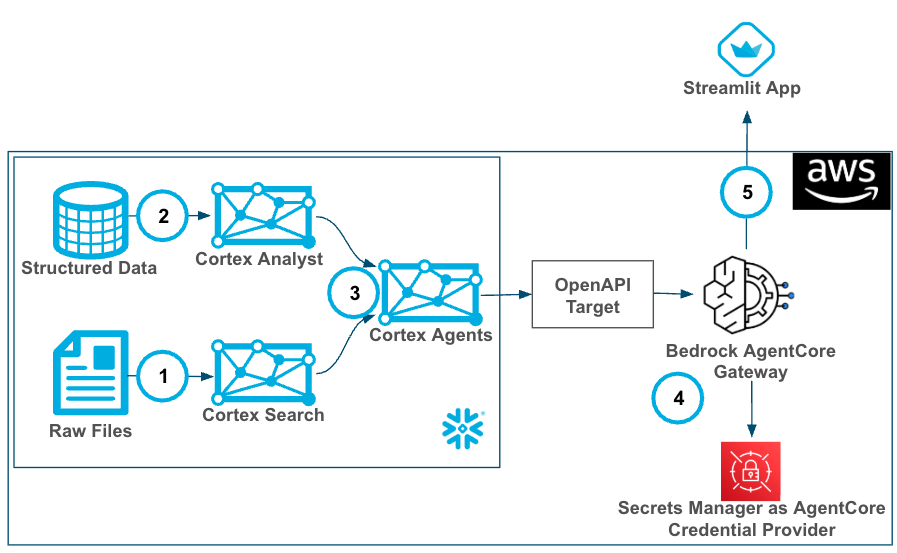 Streamlit App
aws
5
2
Structured Data
Cortex Analyst
3
Cortex Agents
OpenAPI
Target
Bedrock AgentCore
Gateway
1
Raw Files
Cortex Search
4
Secrets Manager as AgentCore
Credential Provider